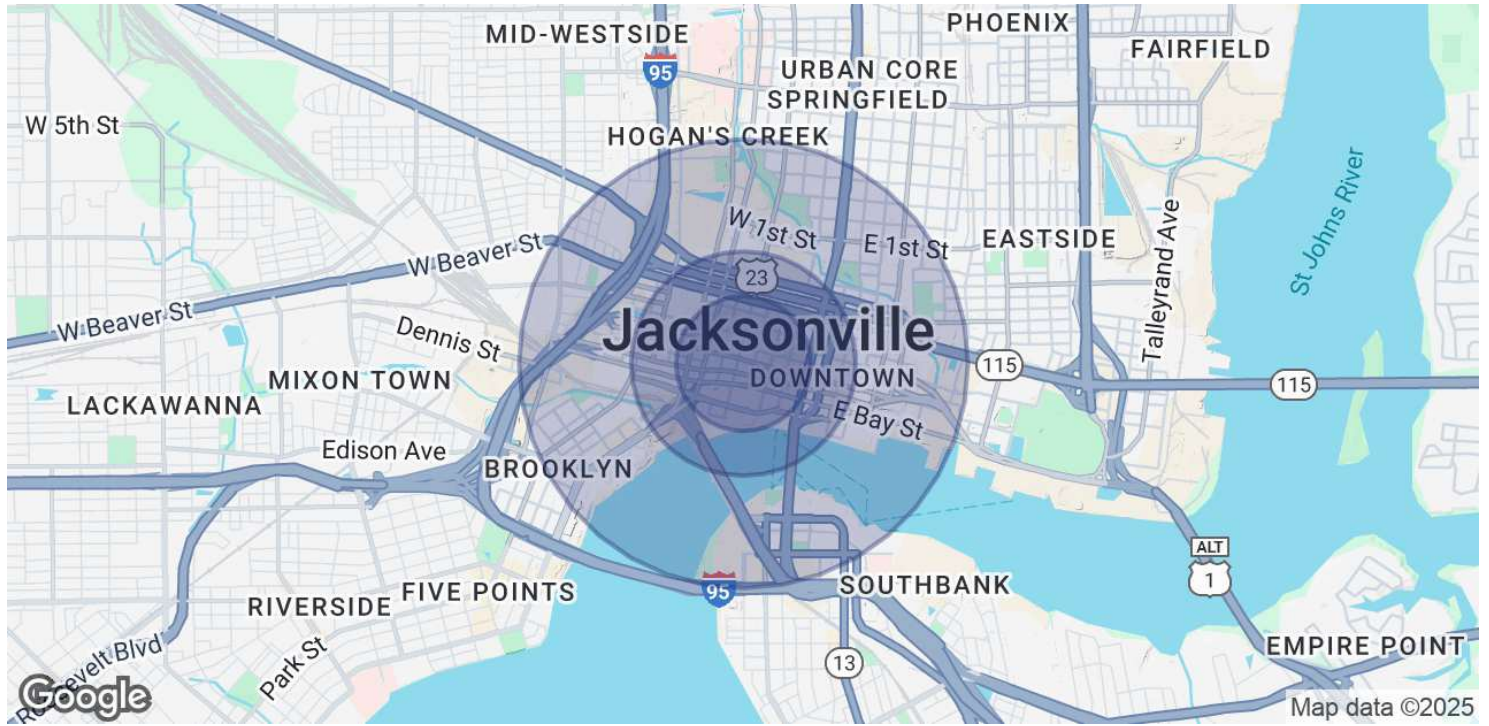 PHOENIX
MID-WESTSIDE
FAIRFIELD
95
URBAN CORE
SPRINGFIELD
W 5th St
HOGAN'S CREEK
St Johns River
W 1st St
E 1st St
EASTSIDE
W Beaver St
23
Talleyrand Ave
W Beaver St
Jacksonville
Dennis St
115
115
MIXON TOWN
DOWNTOWN
LACKAWANNA
E Bay St
Edison Ave
BROOKLYN
ALT
1
95
SOUTHBANK
FIVE POINTS
RIVERSIDE
EMPIRE POINT
Roosevelt Blvd
Park St
13
Google
Map data ©2025